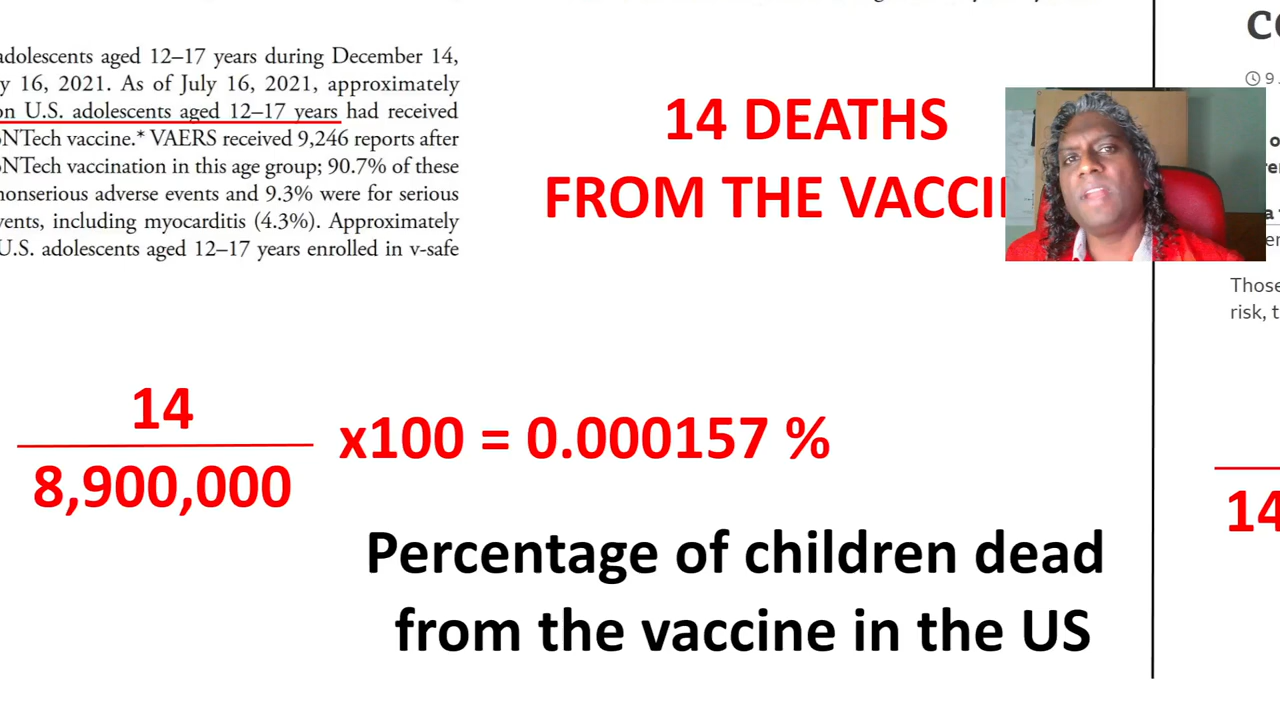 adolescents aged 12–17 years during December 14,
y 16, 2021. As of July 16, 2021, approximately
on U.S. adolescents aged 12–17 years had received
NTech vaccine.* VAERS received 9,246 reports after
NTech vaccination in this age group; 90.7% of these
nonserious adverse events and 9.3% were for serious
vents, including myocarditis (4.3%). Approximately
U.S. adolescents aged 12–17 years enrolled in v-safe
14 DEATHS
FROM THE VACCI
14
8,900,000
x100 = 0.000157 %
Percentage of children dead
from the vaccine in the US
9
Those
risk, t
14